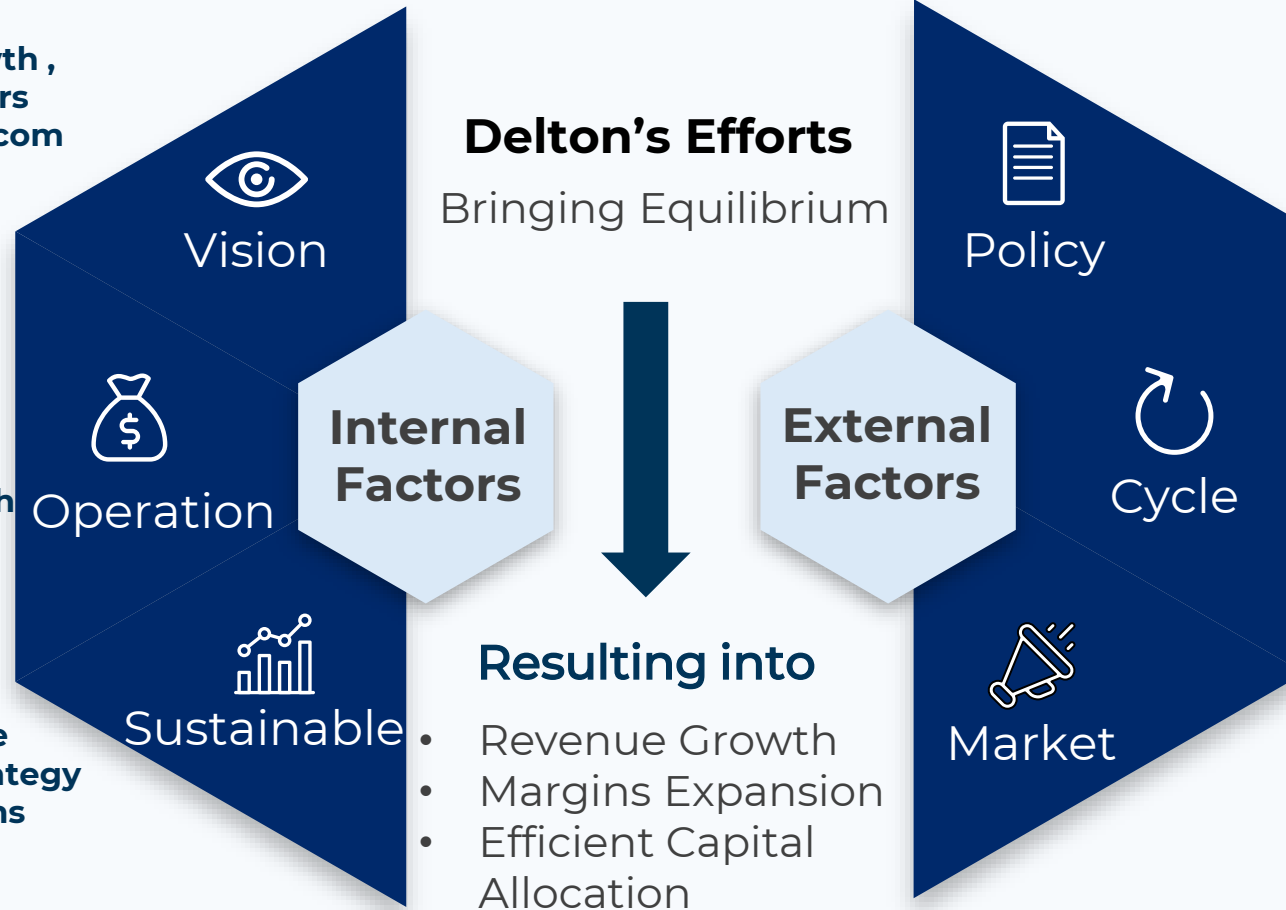 Delton’s Efforts
Bringing Equilibrium
Vision
Operation
Sustainable
Internal
Factors
External
Factors
Policy
Cycle
Market
Resulting into
• Revenue Growth
• Margins Expansion
• Efficient Capital
Allocation